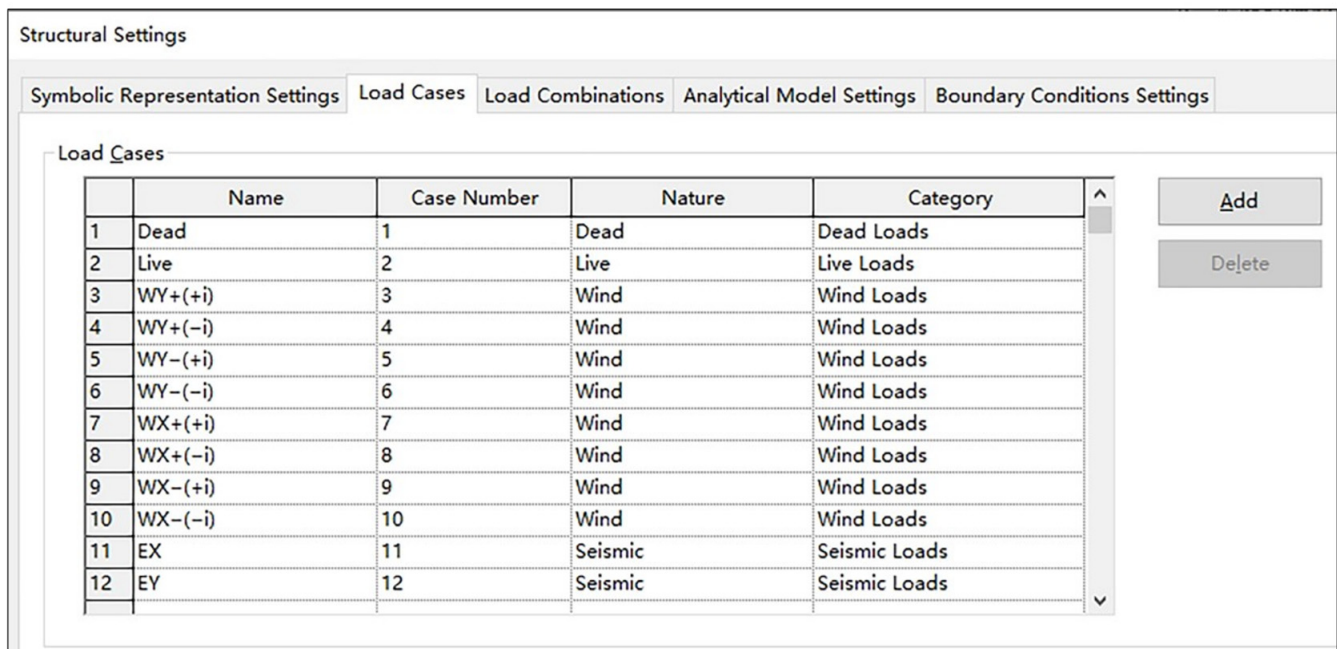 Structural Settings
Symbolic Representation Settings Load Cases Load Combinations Analytical Model Settings Boundary Conditions Settings
Load Cases
Name Case Number Nature Category
Add
1 Dead 1 Dead Dead Loads
2 Live 2 Live Live Loads
Delete
3 WY+(+i) 3 Wind Wind Loads
4 WY+(−i) 4 Wind Wind Loads
5 WY−(+i) 5 Wind Wind Loads
6 WY−(−i) 6 Wind Wind Loads
7 WX+(+i) 7 Wind Wind Loads
8 WX+(−i) 8 Wind Wind Loads
9 WX−(+i) 9 Wind Wind Loads
10 WX−(−i) 10 Wind Wind Loads
11 EX 11 Seismic Seismic Loads
12 EY 12 Seismic Seismic Loads